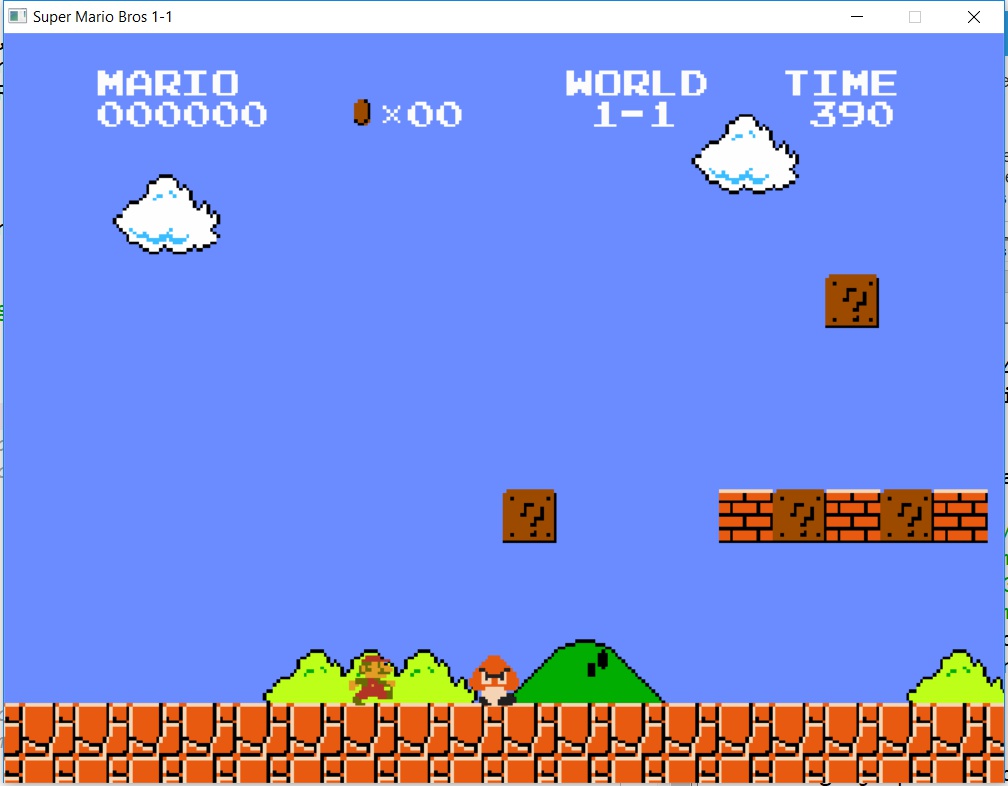 Super Mario Bros 1-1
MARIO WORLD TIME
000000 ×00 1-1 390
?
?
? ?